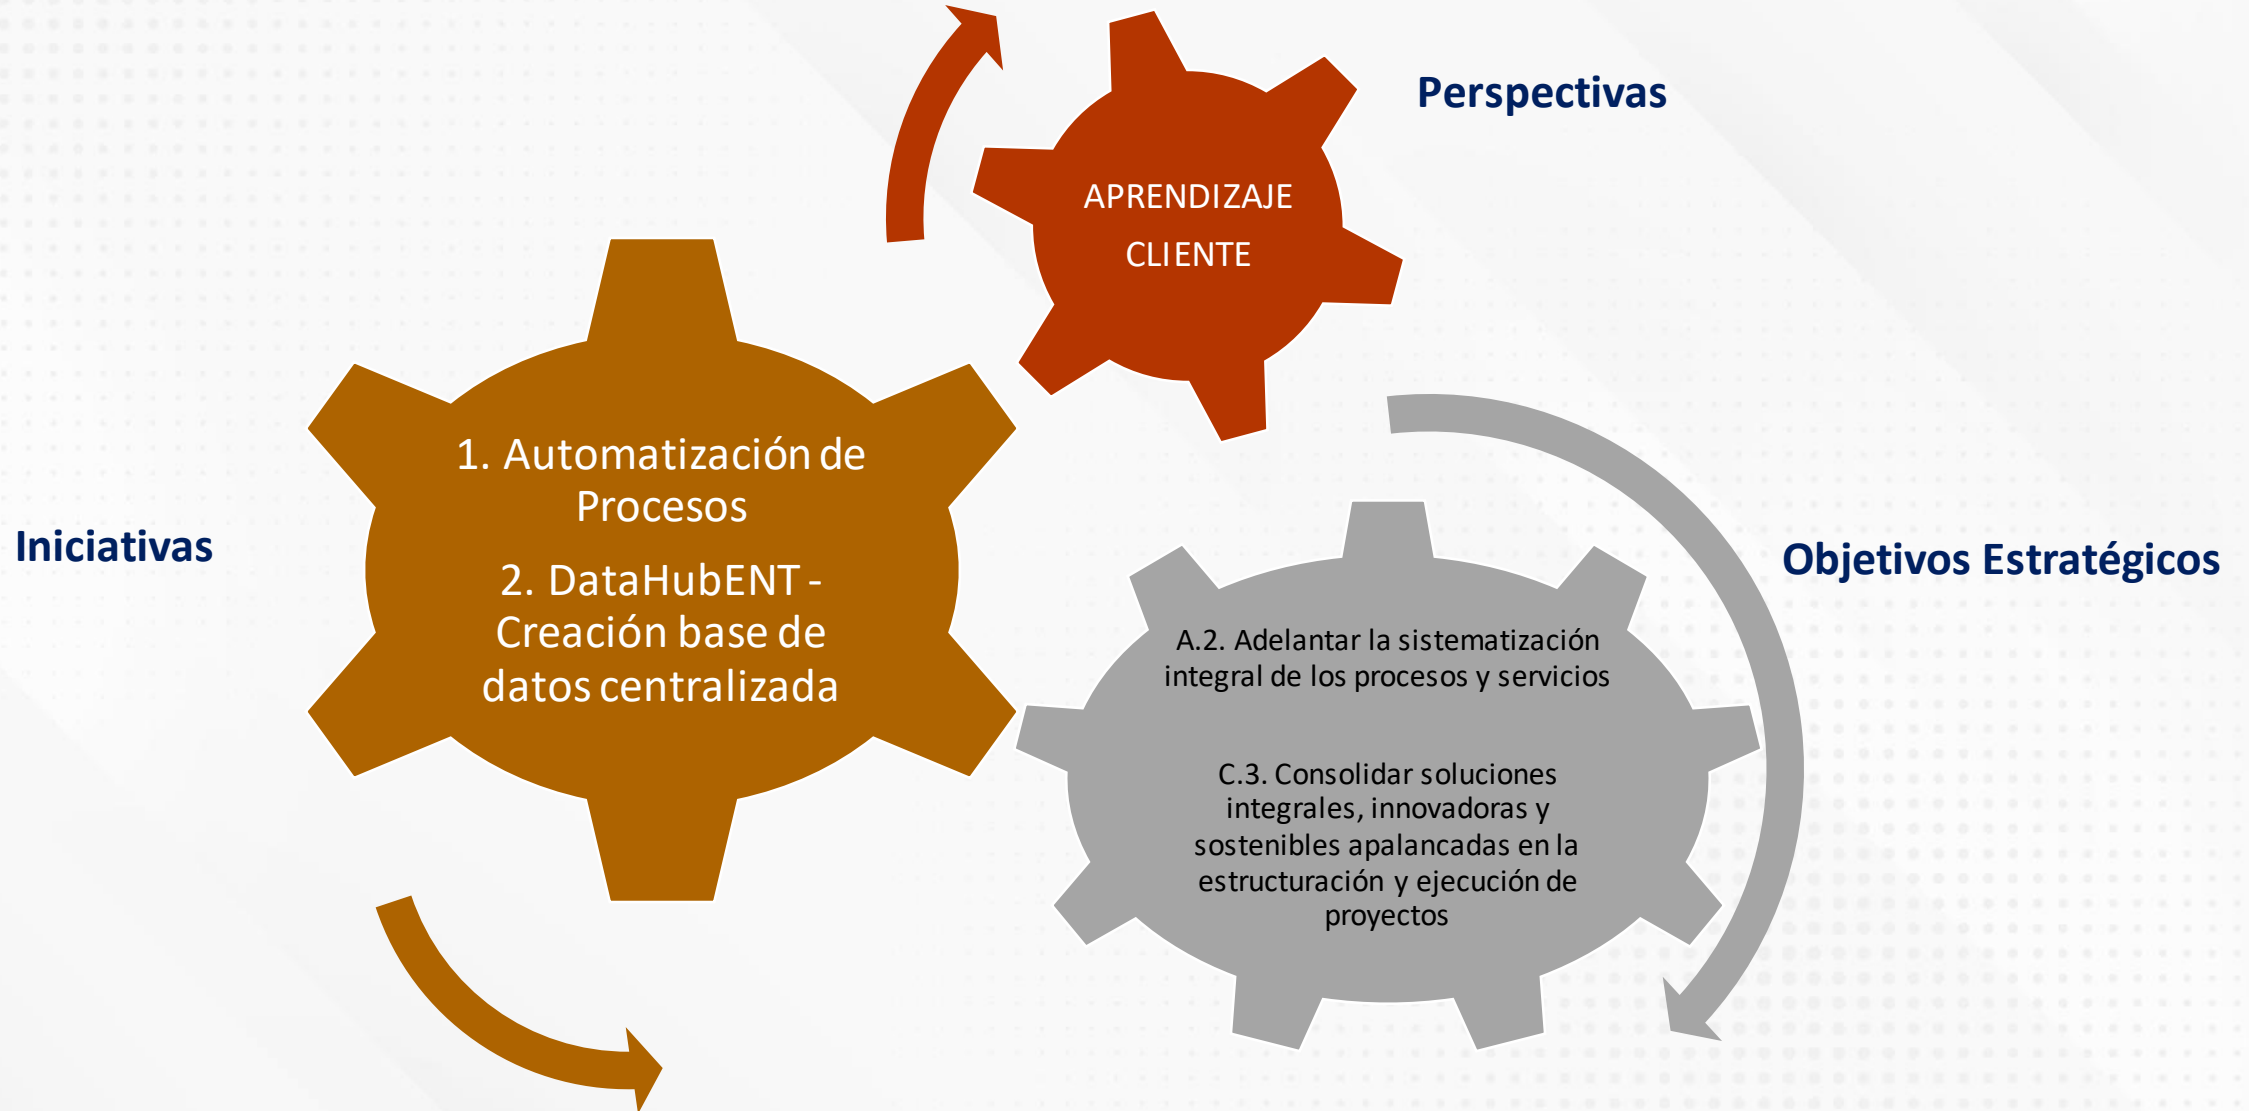 Perspectivas
APRENDIZAJE
CLIENTE
Iniciativas
1. Automatización de
Procesos
2. DataHubENT -
Creación base de
datos centralizada
Objetivos Estratégicos
A.2. Adelantar la sistematización
integral de los procesos y servicios
C.3. Consolidar soluciones
integrales, innovadoras y
sostenibles apalancadas en la
estructuración y ejecución de
proyectos